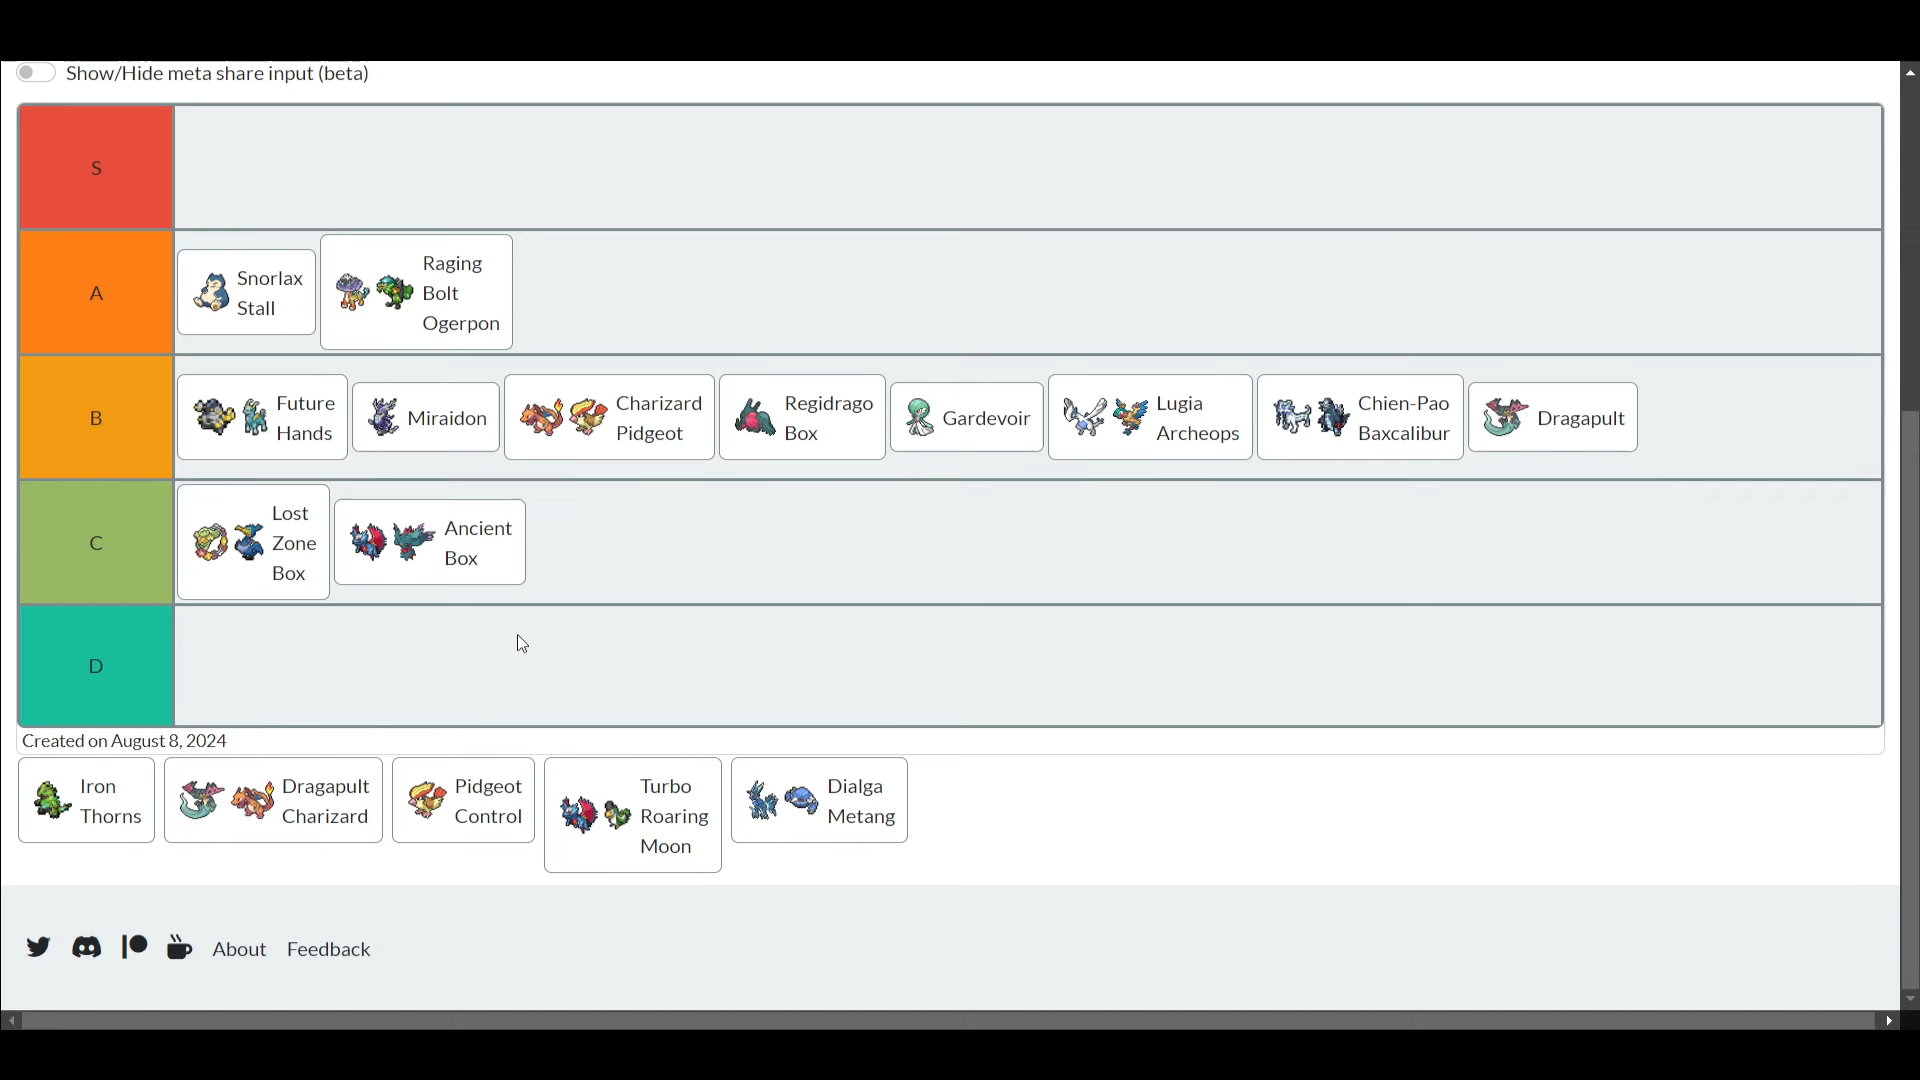 Show/Hide meta share input (beta)
S
A
Snorlax
Stall
Raging
Bolt
Ogerpon
B
Future
Hands
Miraidon
Charizard
Pidgeot
Regidrago
Box
Gardevoir
Lugia
Archeops
Chien-Pao
Baxcalibur
Dragapult
C
Lost
Zone
Box
Ancient
Box
D
Created on August 8, 2024
Iron
Thorns
Dragapult
Charizard
Pidgeot
Control
Turbo
Roaring
Moon
Dialga
Metang
About
Feedback